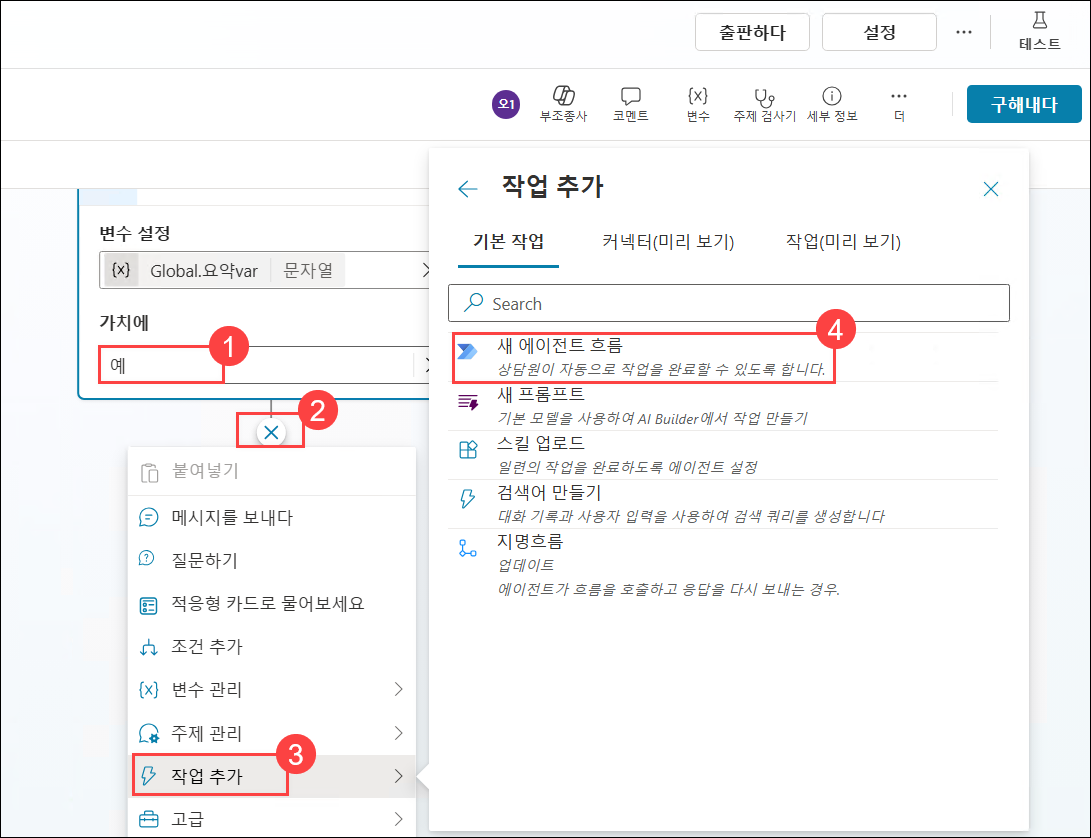 출판하다
설정
테스트
오1
부조종사
코멘트
{x}
변수
주제 검사기
세부 정보
더
구해내다
작업 추가
기본 작업
커넥터(미리 보기)
작업(미리 보기)
Search
새 에이전트 흐름
상담원이 자동으로 작업을 완료할 수 있도록 합니다.
4
새 프롬프트
기본 모델을 사용하여 AI Builder에서 작업 만들기
스킬 업로드
일련의 작업을 완료하도록 에이전트 설정
검색어 만들기
대화 기록과 사용자 입력을 사용하여 검색 쿼리를 생성합니다
지명흐름
업데이트
에이전트가 흐름을 호출하고 응답을 다시 보내는 경우.
변수 설정
{x} Global.요약var 문자열
가치에
예
1
2
붙여넣기
메시지를 보내다
질문하기
적응형 카드로 물어보세요
조건 추가
{x} 변수 관리
주제 관리
작업 추가
3
고급